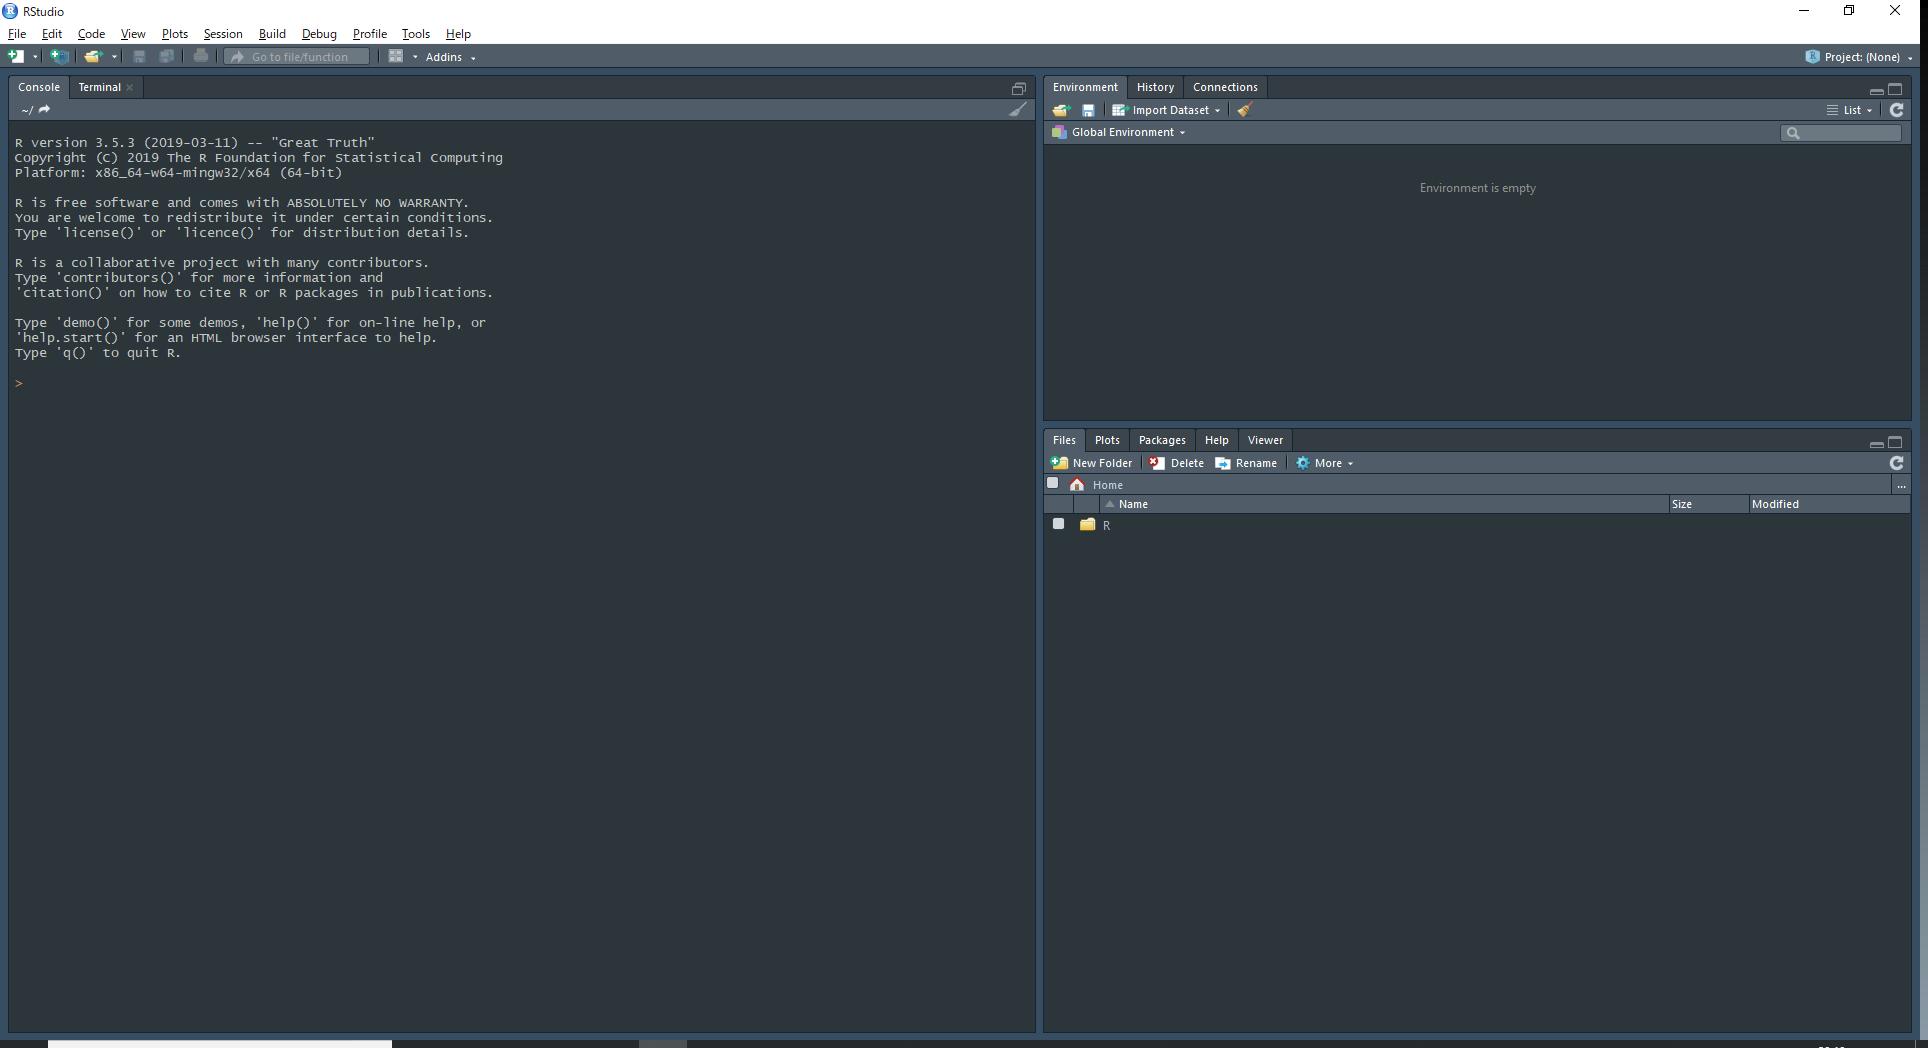 RStudio
File Edit Code View Plots Session Build Debug Profile Tools Help
Go to file/function Addins Project: (None)
Console Terminal
~/
R version 3.5.3 (2019-03-11) -- "Great Truth"
Copyright (C) 2019 The R Foundation for Statistical Computing
Platform: x86_64-w64-mingw32/x64 (64-bit)
R is free software and comes with ABSOLUTELY NO WARRANTY.
You are welcome to redistribute it under certain conditions.
Type 'license()' or 'licence()' for distribution details.
R is a collaborative project with many contributors.
Type 'contributors()' for more information and
'citation()' on how to cite R or R packages in publications.
Type 'demo()' for some demos, 'help()' for on-line help, or
'help.start()' for an HTML browser interface to help.
Type 'q()' to quit R.
>
Environment History Connections
Import Dataset List
Global Environment
Environment is empty
Files Plots Packages Help Viewer
New Folder Delete Rename More
Home ...
Name Size Modified
R